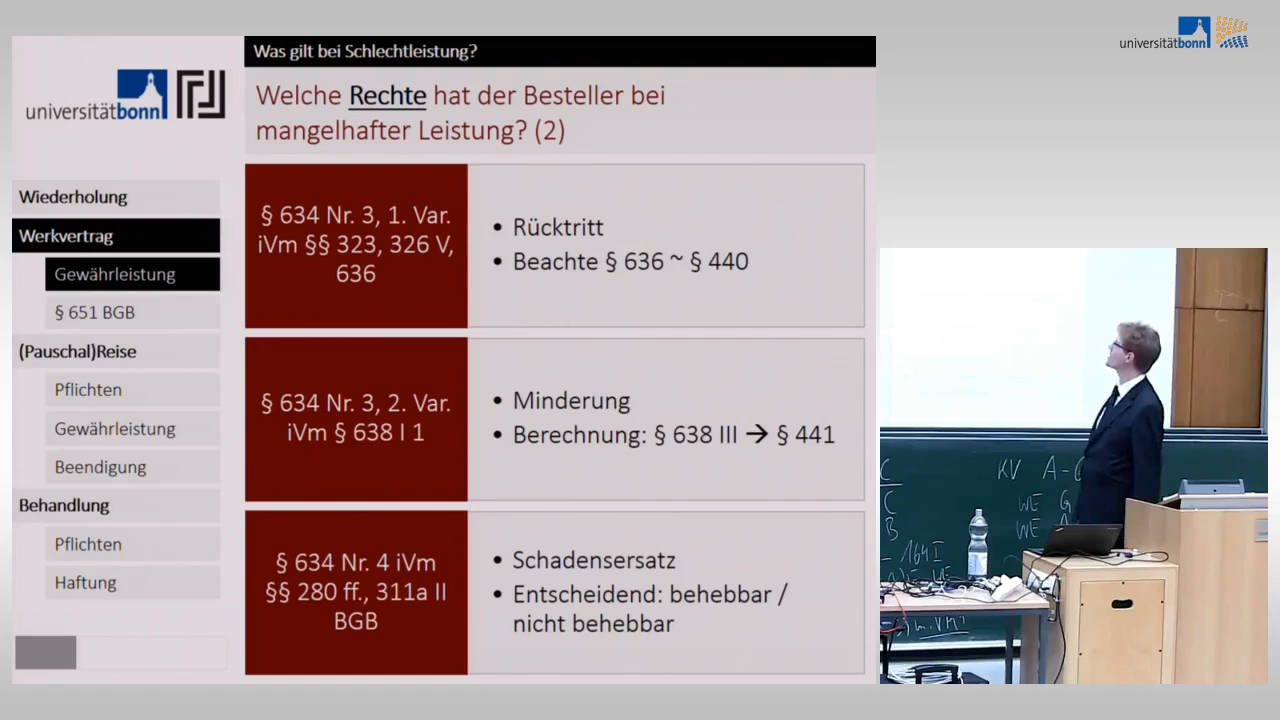 universitätbonn
Was gilt bei Schlechtleistung?
Welche Rechte hat der Besteller bei
mangelhafter Leistung? (2)
universitätbonn
Wiederholung
Werkvertrag
Gewährleistung
§ 651 BGB
(Pauschal)Reise
Pflichten
Gewährleistung
Beendigung
Behandlung
Pflichten
Haftung
§ 634 Nr. 3, 1. Var.
iVm §§ 323, 326 V,
636
• Rücktritt
• Beachte § 636 ~ § 440
§ 634 Nr. 3, 2. Var.
iVm § 638 I 1
• Minderung
• Berechnung: § 638 III → § 441
§ 634 Nr. 4 iVm
§§ 280 ff., 311a II
BGB
• Schadensersatz
• Entscheidend: behebbar /
nicht behebbar
C
KV A-
C
WE G
B
WE
164 I
WE